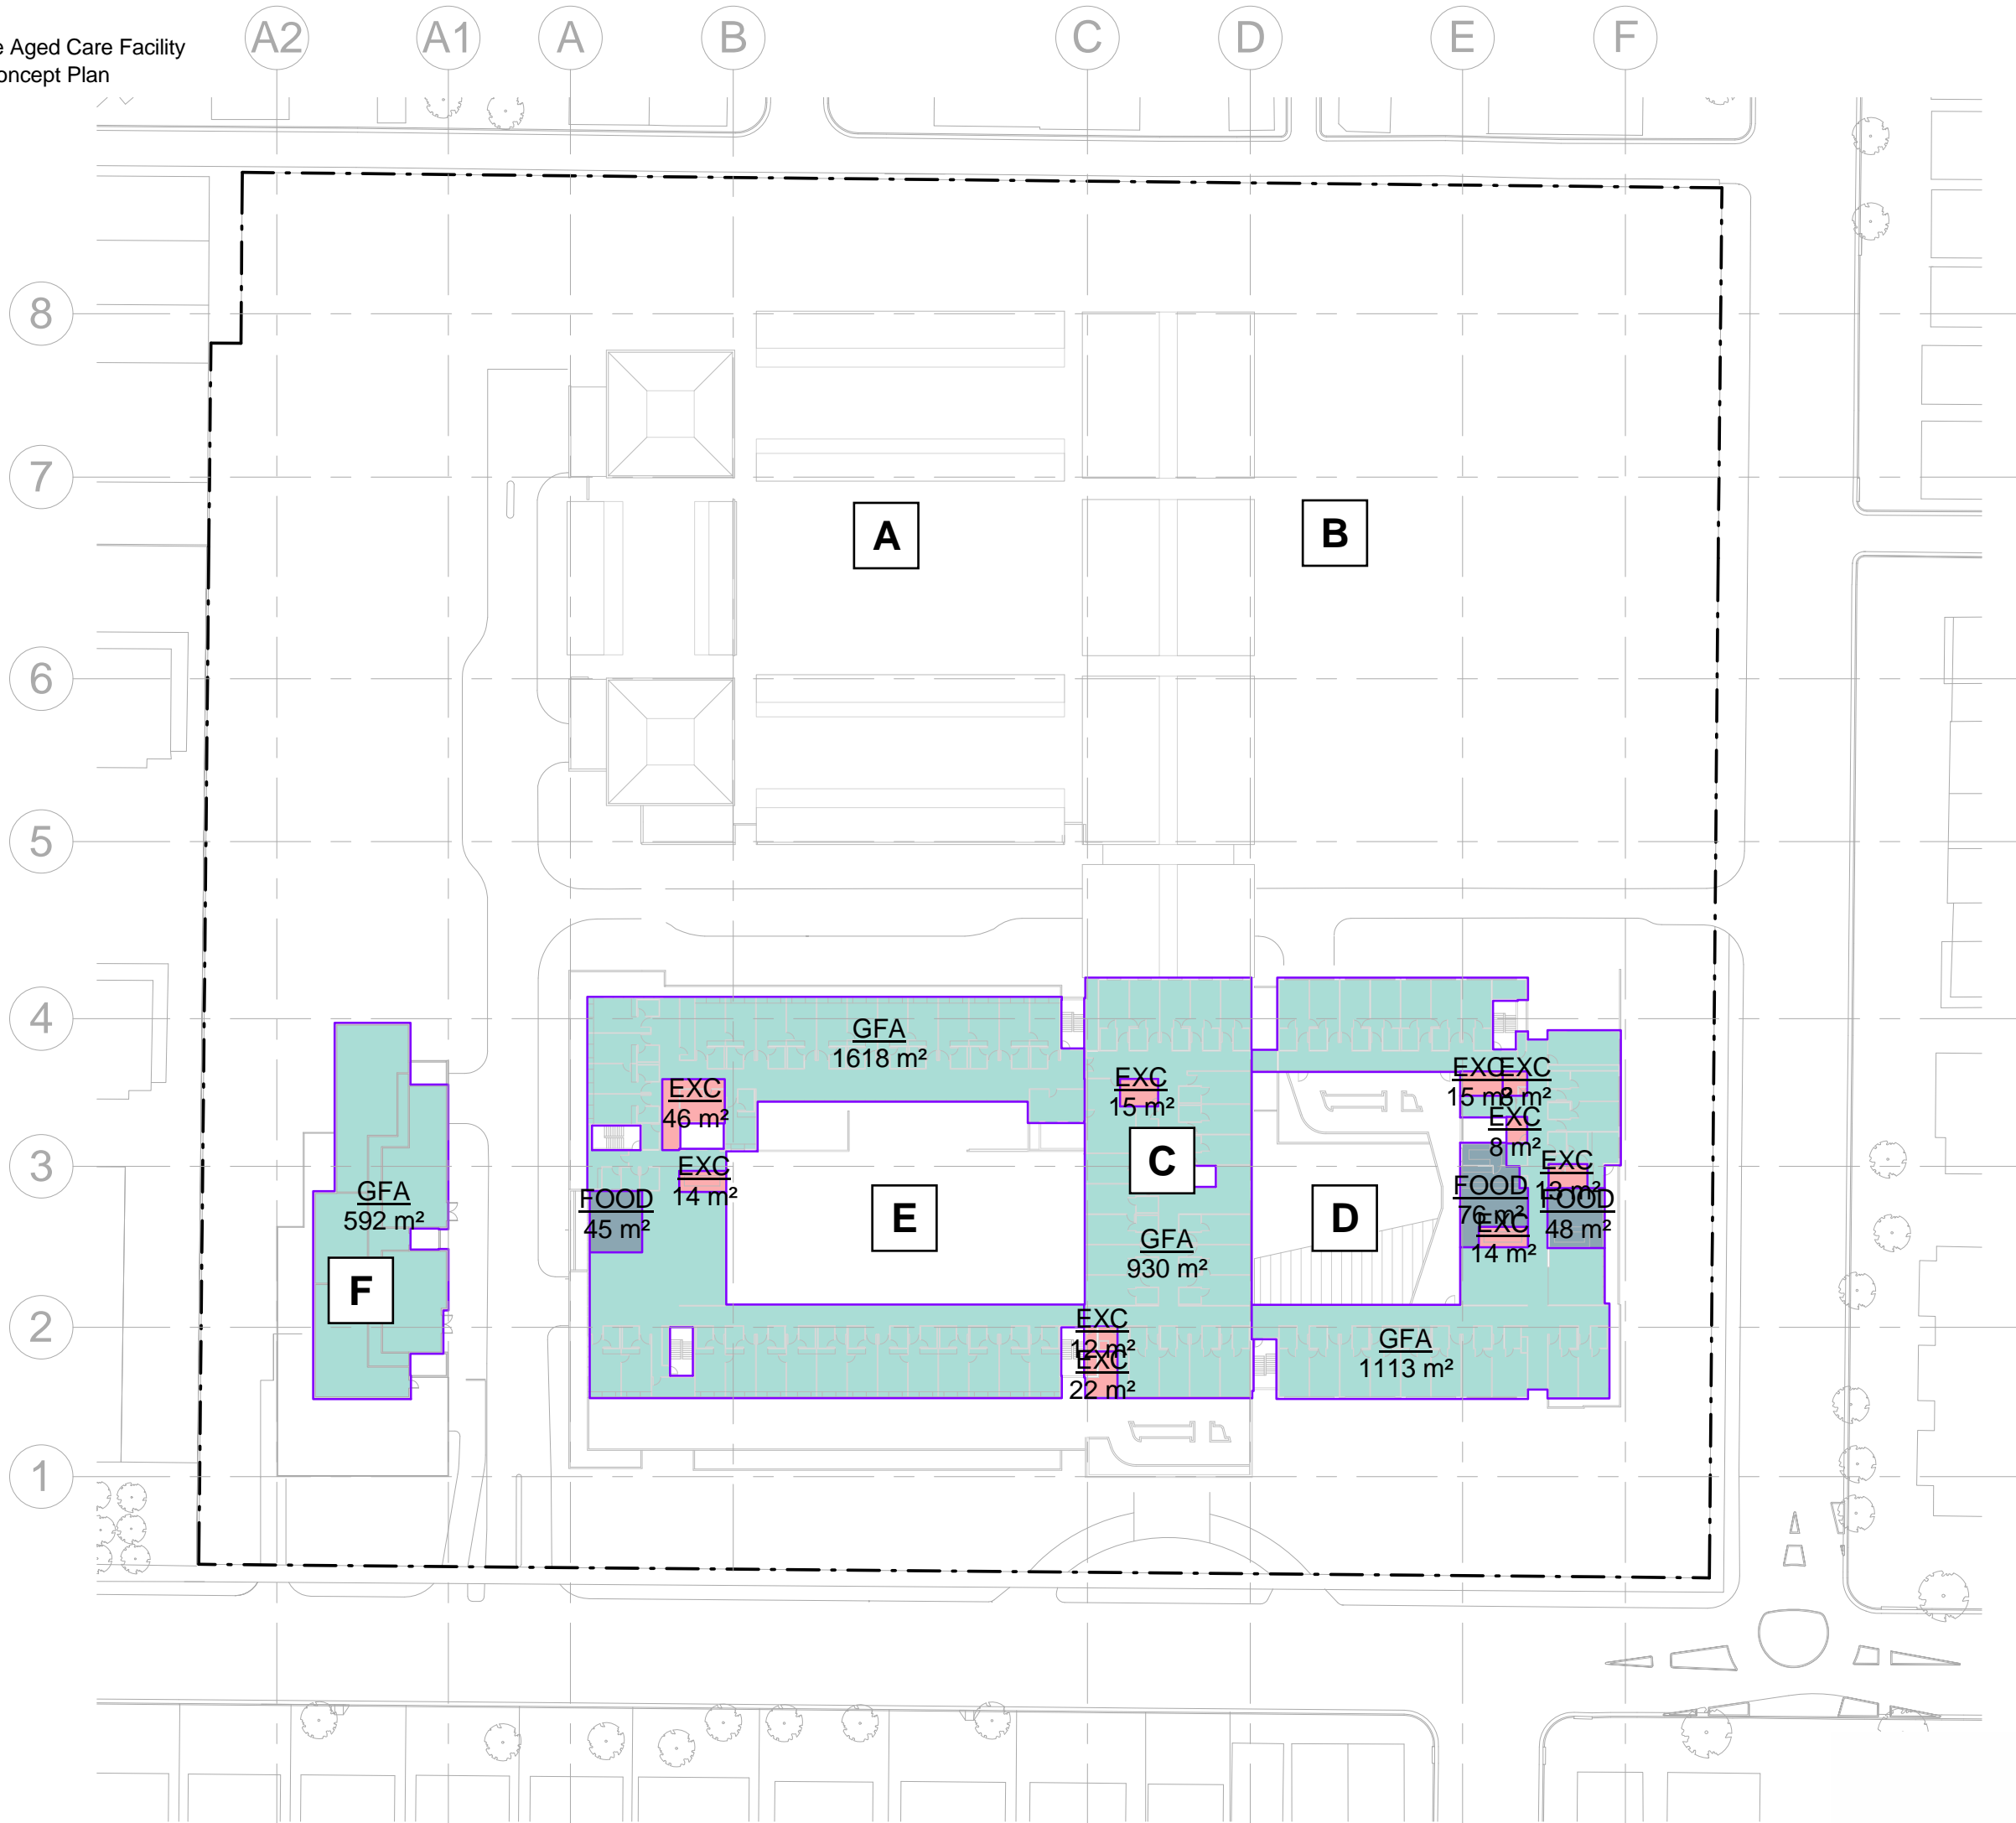 A2 A1 A B C D E F
Aged Care Facility
Plan
8
7
A
B
6
5
4
GFA
1618 m²
EXC
46 m²
EXC
15 m²
EXC
15 m²
EXC
8 m²
EXC
8 m²
3
C
EXC
14 m²
EXC
13 m²
GFA
592 m²
FOOD
45 m²
FOOD
76 m²
FOOD
48 m²
E
D
EXC
14 m²
GFA
930 m²
F
2
EXC
12 m²
GFA
1113 m²
EXC
22 m²
1